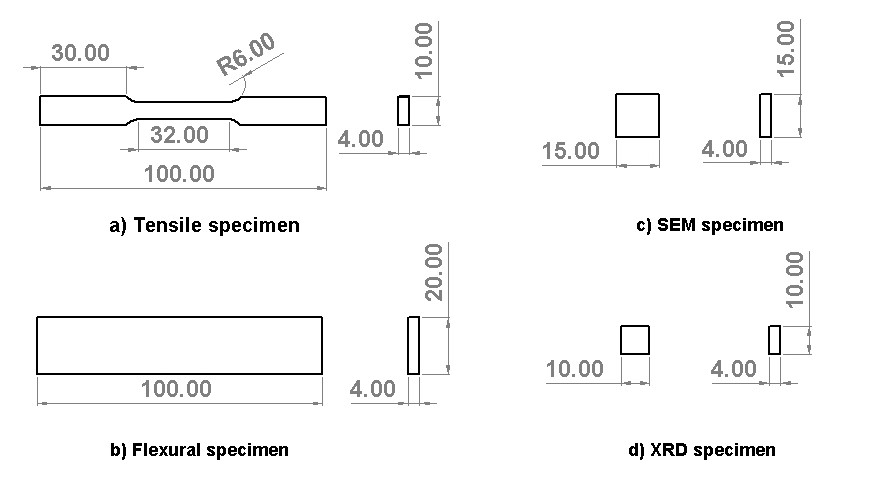 30.00
R6.00
10.00
32.00
4.00
100.00
a) Tensile specimen
15.00
15.00
4.00
c) SEM specimen
20.00
100.00
4.00
b) Flexural specimen
10.00
10.00
4.00
d) XRD specimen